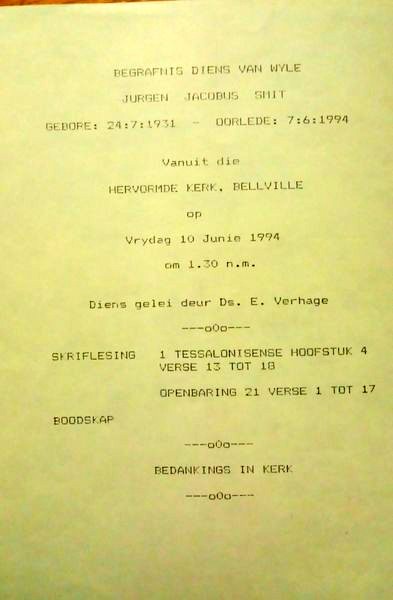 BEGRAFNIS DIENS VAN WYLE
JURGEN JACOBUS SMIT
GEBORE: 24:7:1931 - OORLEDE: 7:6:1994
Vanuit die
HERVORMDE KERK, BELLVILLE
op
Vrydag 10 Junie 1994
om 1.30 n.m.
Diens gelei deur Ds. E. Verhage
---oOo---
SKRIFLESING 1 TESSALONISENSE HOOFSTUK 4
VERSE 13 TOT 18
OPENBARING 21 VERSE 1 TOT 17
BOODSKAP
---oOo---
BEDANKINGS IN KERK
---oOo---